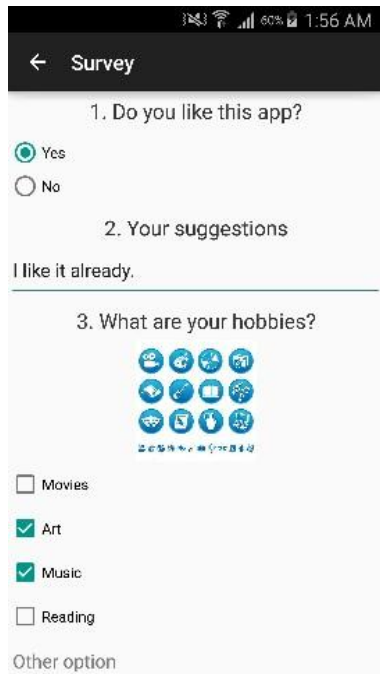 60% 1:56 AM
Survey
1. Do you like this app?
Yes
No
2. Your suggestions
I like it already.
3. What are your hobbies?
Movies
Art
Music
Reading
Other option